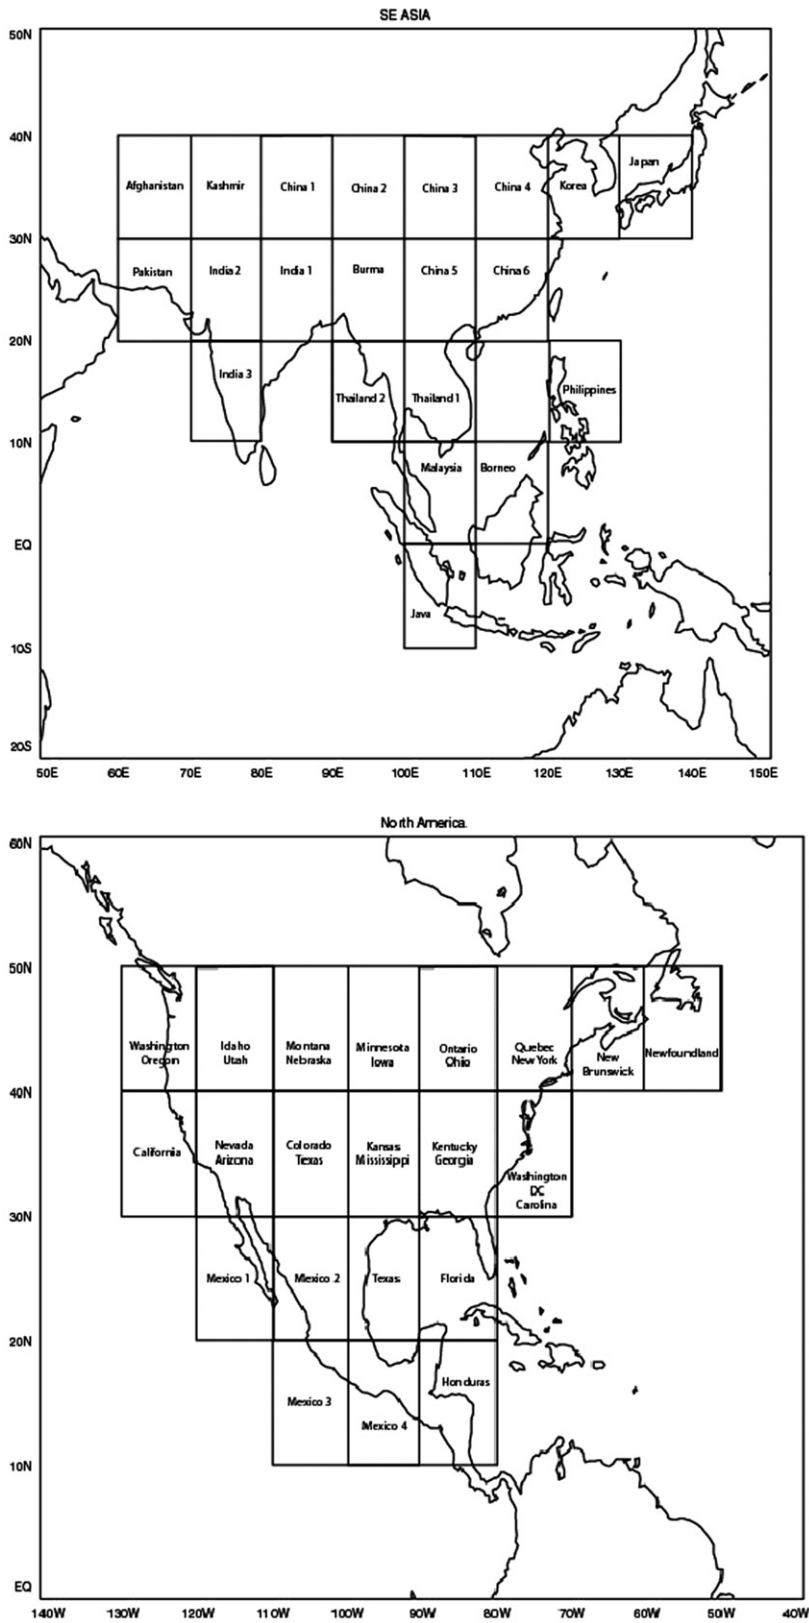 SE ASIA
50N
40N
Afghanistan Kashmir China 1 China 2 China 3 China 4 Korea Japan
30N
Pakistan India 2 India 1 Burma China 5 China 6
20N
India 3 Thailand 2 Thailand 1 Philippines
10N
Malaysia Borneo
EQ
Java
10S
20S
50E 60E 70E 80E 90E 100E 110E 120E 130E 140E 150E
North America.
60N
50N
Washington Idaho Montana Minnesota Ontario Quebec New Newfoundland
Oregon Utah Nebraska Iowa Ohio New York Brunswick
40N
California Nevada Colorado Kansas Kentucky Washington
Arizona Texas Mississippi Georgia DC
Carolina
30N
Mexico 1 Mexico 2 Texas Florida
20N
Mexico 3 Mexico 4 Honduras
10N
EQ
140W 130W 120W 110W 100W 90W 80W 70W 60W 50W 40W